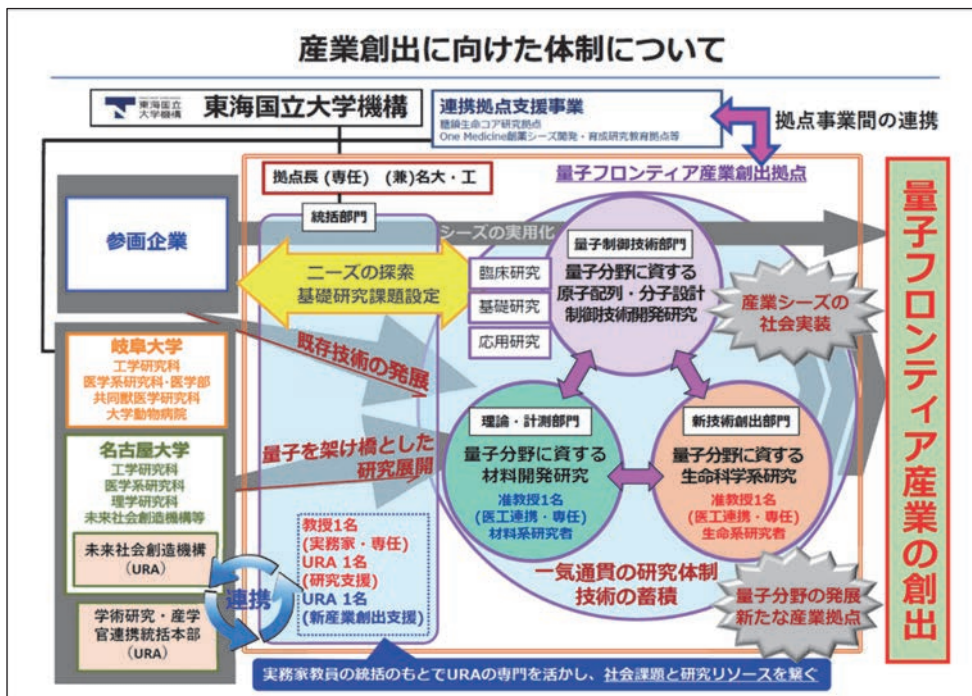 産業創出に向けた体制について
東海国立
大学機構
東海国立大学機構
連携拠点支援事業
糖鎖生命コア研究拠点
One Medicine創薬シーズ開発・育成研究教育拠点等
拠点事業間の連携
拠点長 (専任) (兼)名大・工
量子フロンティア産業創出拠点
統括部門
参画企業
シーズの実用化
ニーズの探索
基礎研究課題設定
臨床研究
基礎研究
応用研究
量子制御技術部門
量子分野に資する
原子配列・分子設計
制御技術開発研究
産業シーズの
社会実装
既存技術の発展
岐阜大学
工学研究科
医学系研究科・医学部
共同獣医学研究科
大学動物病院
量子を架け橋とした
研究展開
理論・計測部門
量子分野に資する
材料開発研究
准教授1名
(医工連携・専任)
材料系研究者
新技術創出部門
量子分野に資する
生命科学系研究
准教授1名
(医工連携・専任)
生命系研究者
名古屋大学
工学研究科
医学系研究科
理学研究科
未来社会創造機構等
未来社会創造機構
(URA)
学術研究・産学
官連携統括本部
(URA)
連携
教授1名
(実務家・専任)
URA 1名
(研究支援)
URA 1名
(新産業創出支援)
一気通貫の研究体制
技術の蓄積
量子分野の発展
新たな産業拠点
量子フロンティア産業の創出
実務家教員の統括のもとでURAの専門を活かし、社会課題と研究リソースを繋ぐ